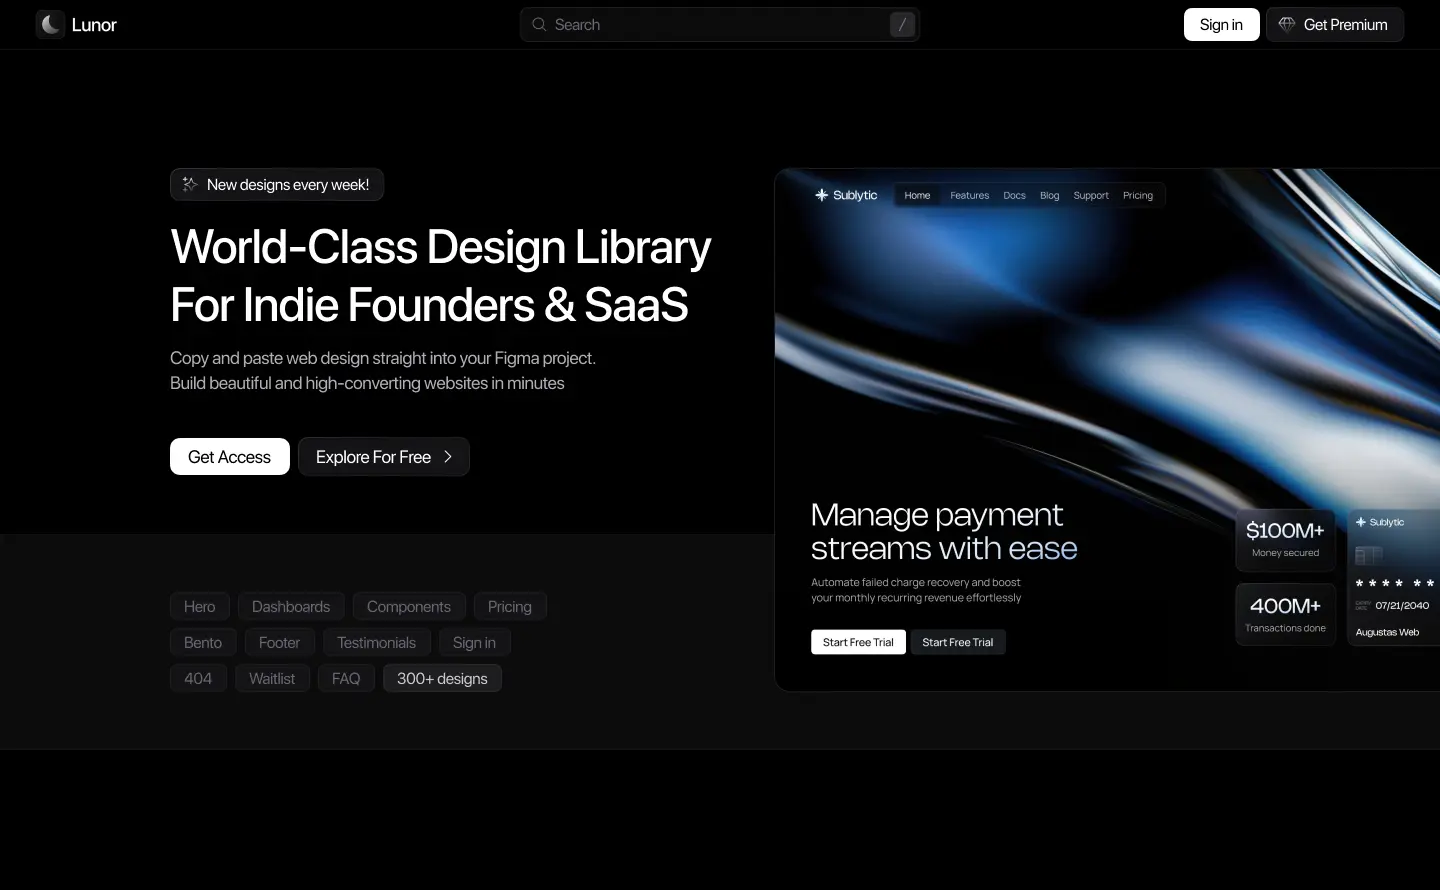 Lunor
Search
/
Sign in
Get Premium
New designs every week!
World-Class Design Library
For Indie Founders & SaaS
Copy and paste web design straight into your Figma project.
Build beautiful and high-converting websites in minutes
Get Access
Explore For Free
Hero
Dashboards
Components
Pricing
Bento
Footer
Testimonials
Sign in
404
Waitlist
FAQ
300+ designs
Sublytic
Home
Features
Docs
Blog
Support
Pricing
Manage payment
streams with ease
Automate failed charge recovery and boost
your monthly recurring revenue effortlessly
Start Free Trial
Start Free Trial
$100M+
Money secured
400M+
Transactions done
Sublytic
* * * *  * *
07/21/2040
Augustas Web